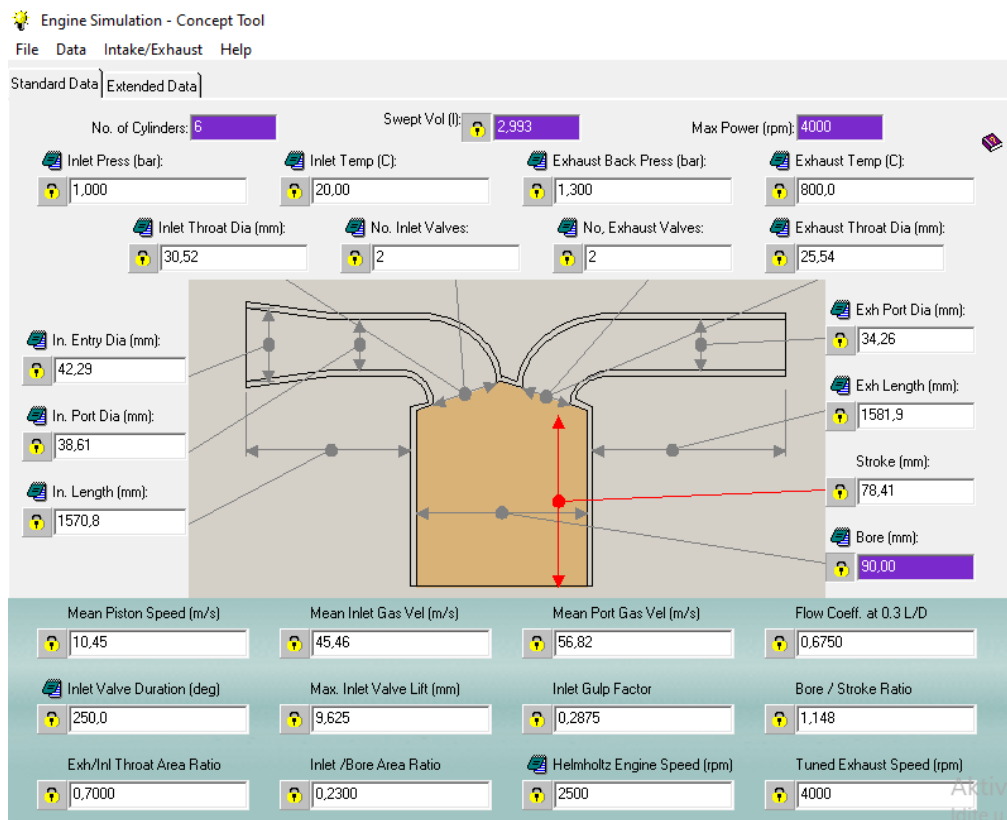 Engine Simulation - Concept Tool
File Data Intake/Exhaust Help
Standard Data Extended Data
No. of Cylinders: 6 Swept Vol (l): 2,993 Max Power (rpm): 4000
Inlet Press (bar): Inlet Temp (C): Exhaust Back Press (bar): Exhaust Temp (C):
1,000 20,00 1,300 800,0
Inlet Throat Dia (mm): No. Inlet Valves: No, Exhaust Valves: Exhaust Throat Dia (mm):
30,52 2 2 25,54
Exh Port Dia (mm):
34,26
In. Entry Dia (mm):
42,29
Exh Length (mm):
1581,9
In. Port Dia (mm):
38,61
Stroke (mm):
78,41
In. Length (mm):
1570,8
Bore (mm):
90,00
Mean Piston Speed (m/s) Mean Inlet Gas Vel (m/s) Mean Port Gas Vel (m/s) Flow Coeff. at 0.3 L/D
10,45 45,46 56,82 0,6750
Inlet Valve Duration (deg) Max. Inlet Valve Lift (mm) Inlet Gulp Factor Bore / Stroke Ratio
250,0 9,625 0,2875 1,148
Exh/Inl Throat Area Ratio Inlet /Bore Area Ratio Helmholtz Engine Speed (rpm) Tuned Exhaust Speed (rpm)
0,7000 0,2300 2500 4000